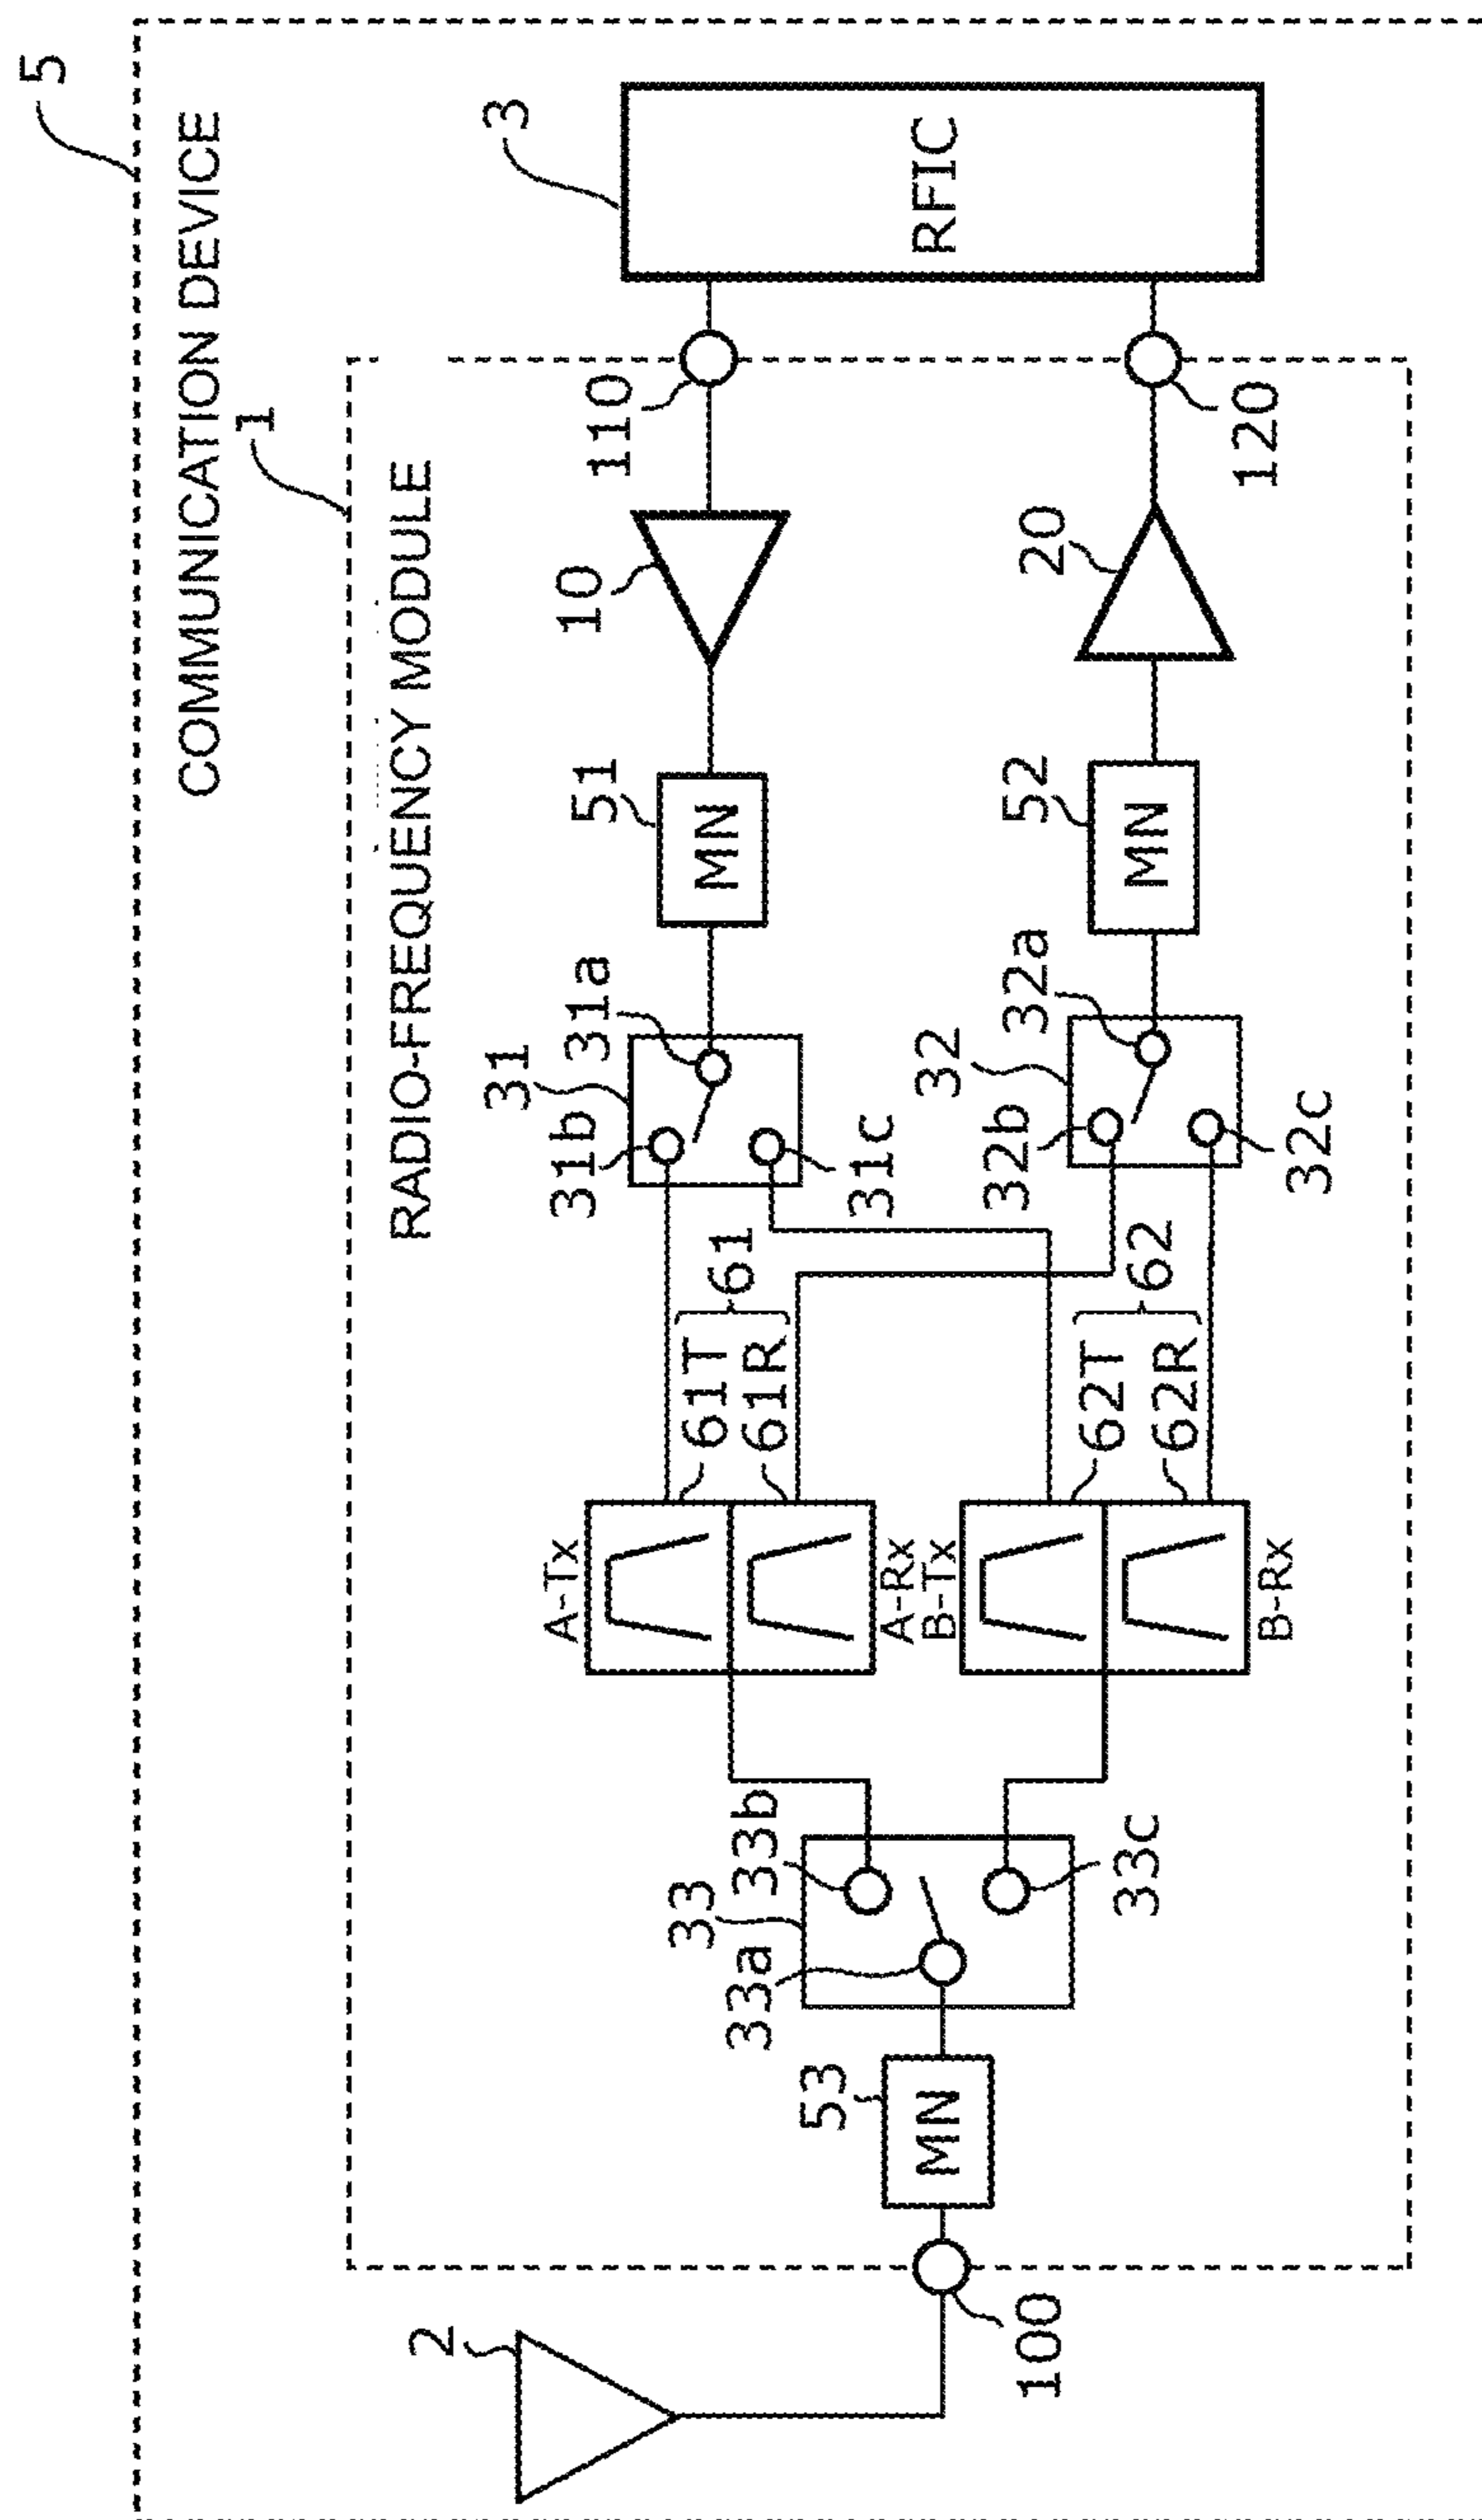 5
COMMUNICATION DEVICE
1
RADIO-FREQUENCY MODULE
3
RFIC
110
120
10
20
51
MN
52
MN
31
31a
31b
31c
32
32a
32b
32c
61
61T
61R
62
62T
62R
A-Tx
A-Rx
B-Tx
B-Rx
33
33a
33b
33c
53
MN
100
2